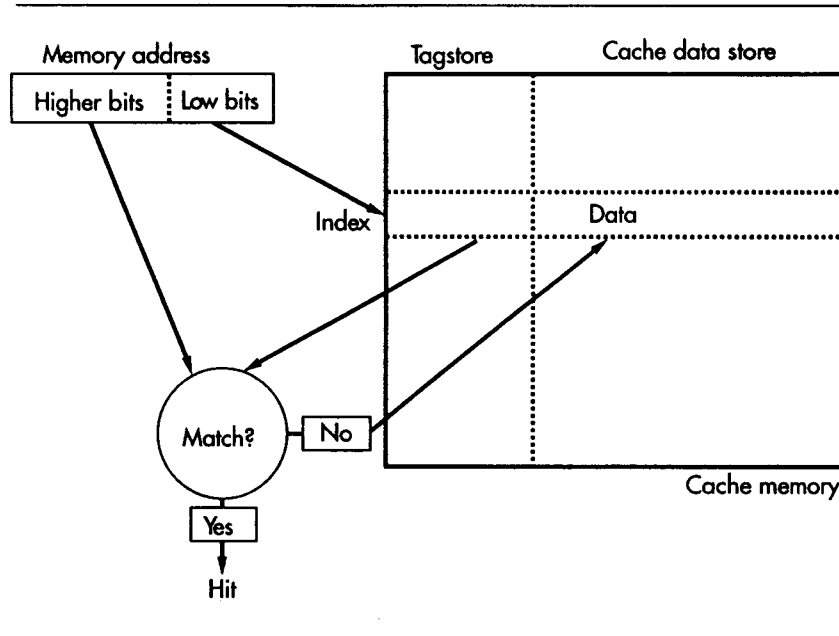 Memory address
Tagstore
Cache data store
Higher bits
Low bits
Index
Data
Match?
No
Cache memory
Yes
Hit